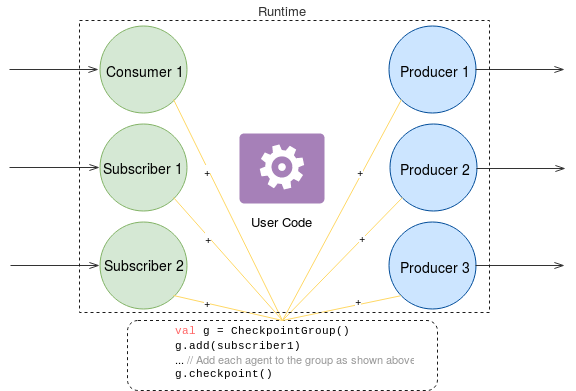 Runtime
Consumer 1
Producer 1
Subscriber 1
Producer 2
+
+
User Code
+
+
Subscriber 2
Producer 3
+
+
val g = CheckpointGroup()
g.add(subscriber1)
... // Add each agent to the group as shown above
g.checkpoint()